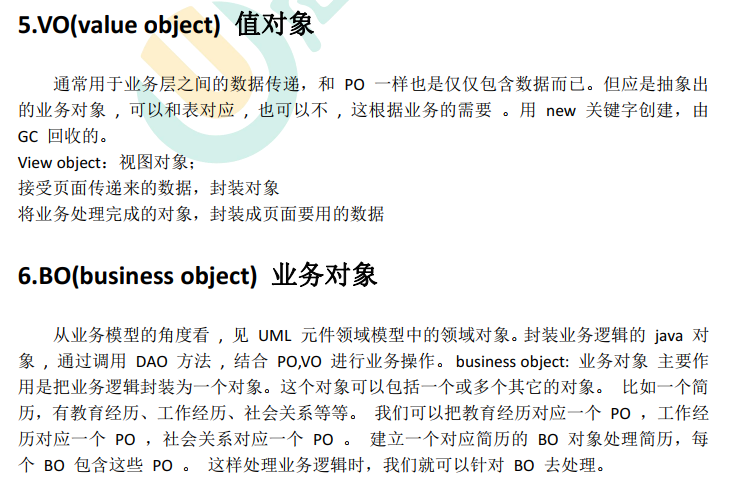 5.VO(value object) 值对象
通常用于业务层之间的数据传递，和 PO 一样也是仅仅包含数据而已。但应是抽象出
的业务对象 , 可以和表对应 , 也可以不 , 这根据业务的需要 。用 new 关键字创建，由
GC 回收的。
View object：视图对象；
接受页面传递来的数据，封装对象
将业务处理完成的对象，封装成页面要用的数据
6.BO(business object) 业务对象
从业务模型的角度看 , 见 UML 元件领域模型中的领域对象。封装业务逻辑的 java 对
象 , 通过调用 DAO 方法 , 结合 PO,VO 进行业务操作。business object: 业务对象 主要作
用是把业务逻辑封装为一个对象。这个对象可以包括一个或多个其它的对象。 比如一个简
历，有教育经历、工作经历、社会关系等等。 我们可以把教育经历对应一个 PO ，工作经
历对应一个 PO ，社会关系对应一个 PO 。 建立一个对应简历的 BO 对象处理简历，每
个 BO 包含这些 PO 。 这样处理业务逻辑时，我们就可以针对 BO 去处理。